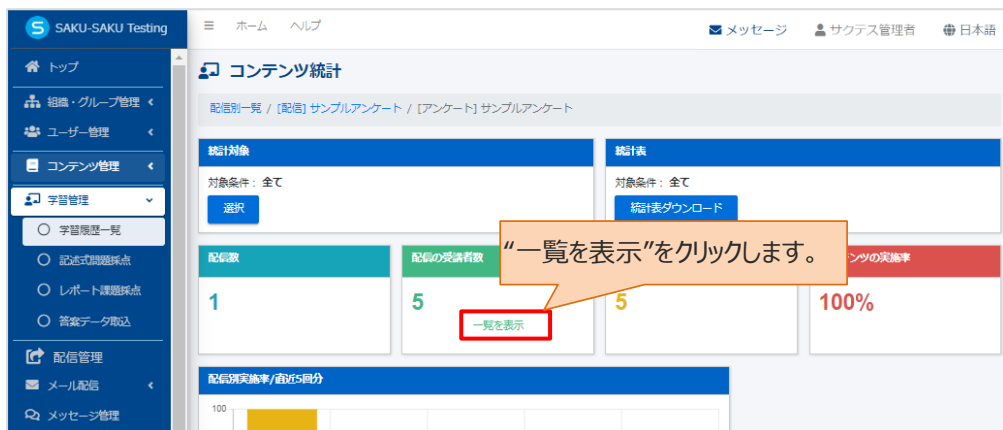 S SAKU-SAKU Testing
ホーム ヘルプ
メッセージ サクテス管理者 日本語
トップ
組織・グループ管理
ユーザー管理
コンテンツ管理
学習管理
学習履歴一覧
記述式問題採点
レポート課題採点
答案データ取込
配信管理
メール配信
メッセージ管理
コンテンツ統計
配信別一覧 / [配信] サンプルアンケート / [アンケート] サンプルアンケート
統計対象
対象条件： 全て
選択
統計表
対象条件： 全て
統計表ダウンロード
“一覧を表示”をクリックします。
配信数
1
配信の受講者数
5
一覧を表示
5
ンツの実施率
100%
配信別実施率/直近5回分
100